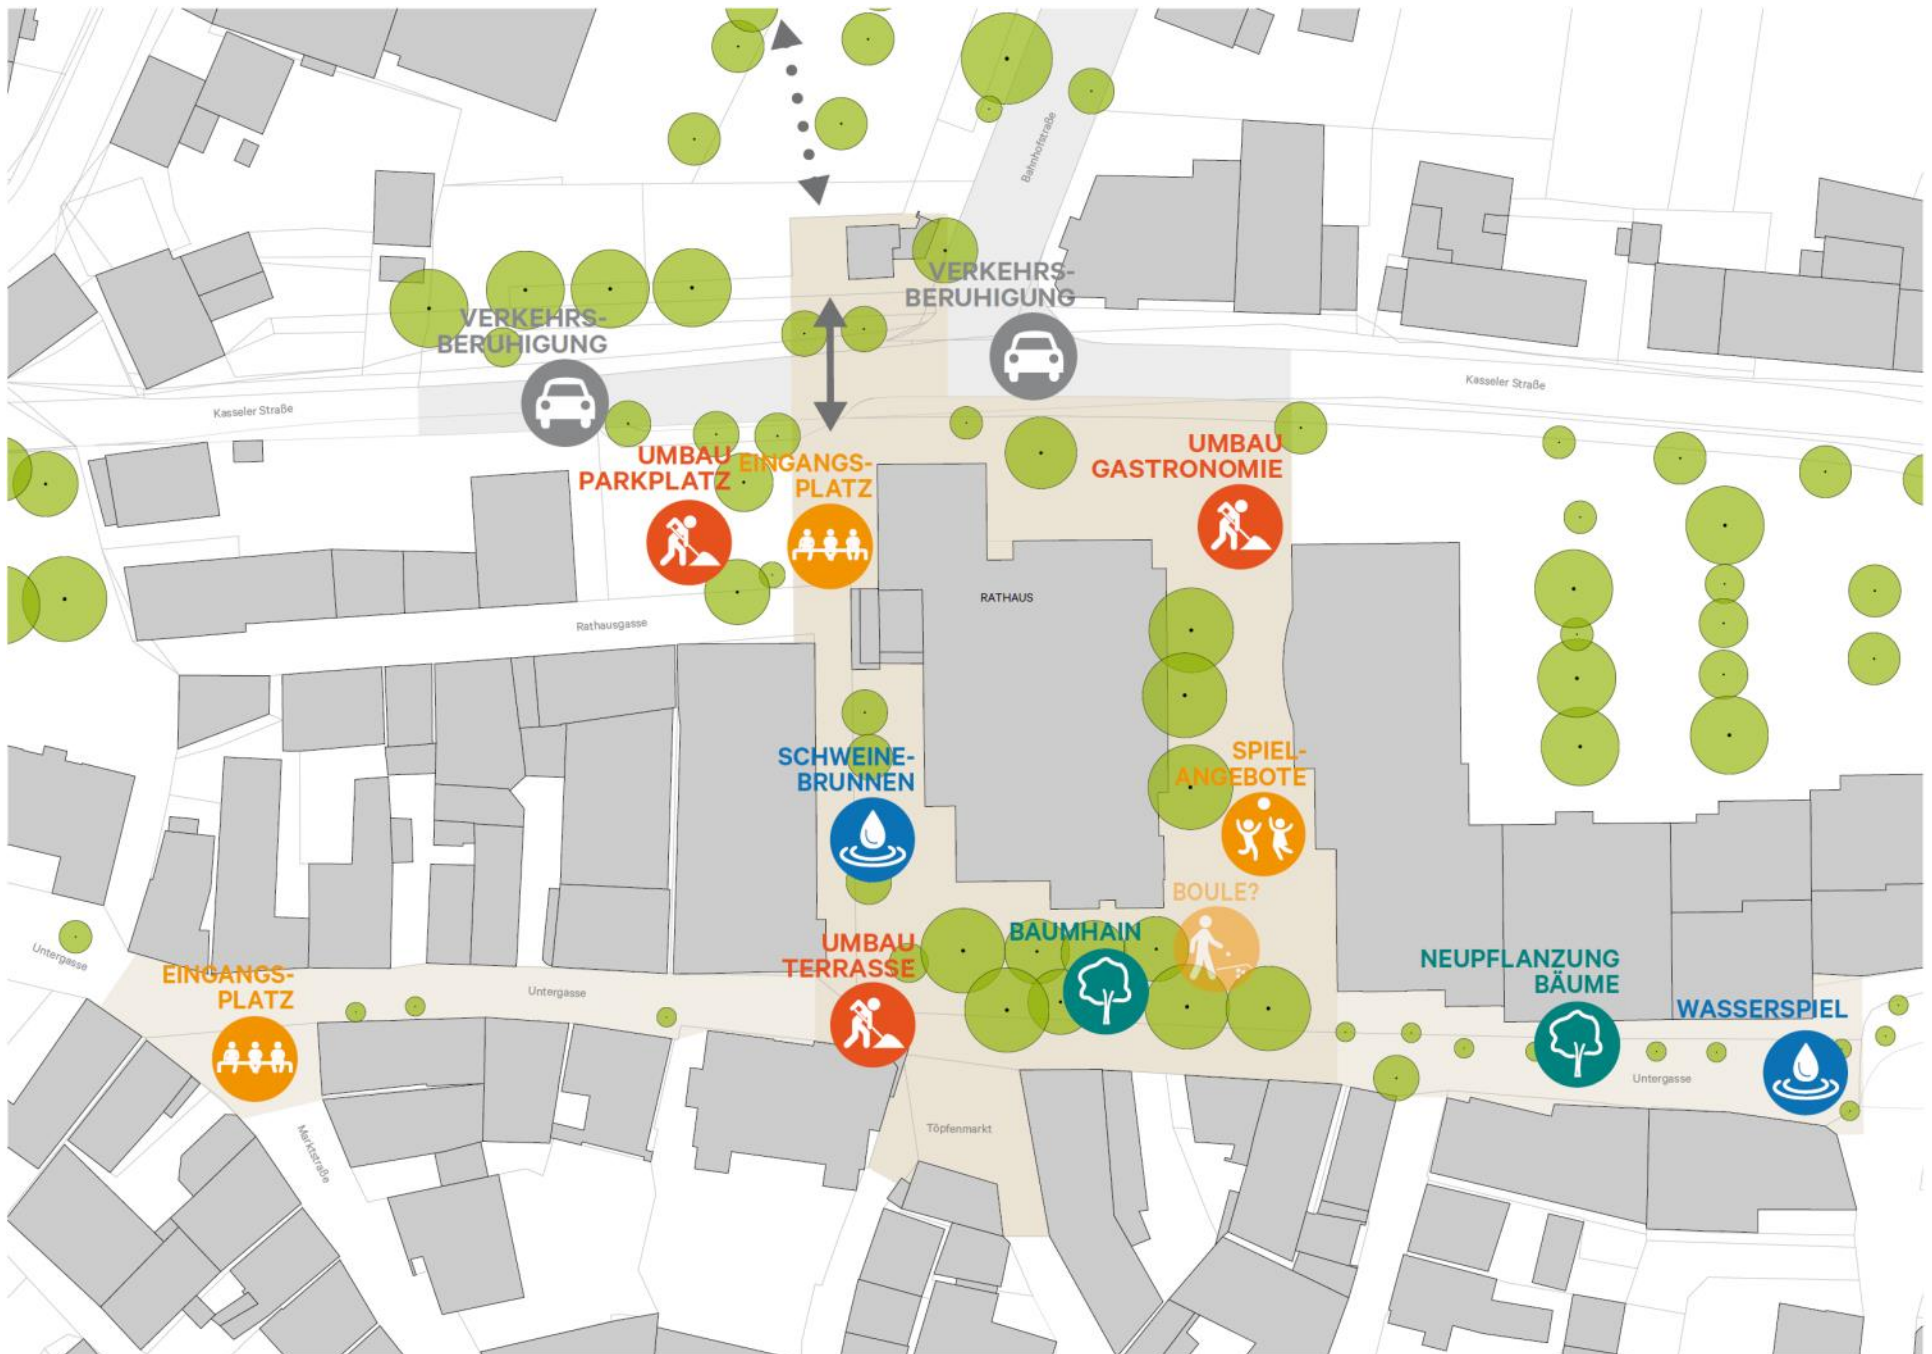 Bahnhofstraße
VERKEHRS-
BERUHIGUNG
VERKEHRS-
BERUHIGUNG
Kasseler Straße
Kasseler Straße
UMBAU
PARKPLATZ
EINGANGS-
PLATZ
UMBAU
GASTRONOMIE
RATHAUS
Rathausgasse
SCHWEINE-
BRUNNEN
SPIEL-
ANGEBOTE
BOULE?
BAUMHAIN
UMBAU
TERRASSE
NEUPFLANZUNG
BÄUME
WASSERSPIEL
Untergasse
EINGANGS-
PLATZ
Untergasse
Untergasse
Töpfenmarkt
Marktstraße